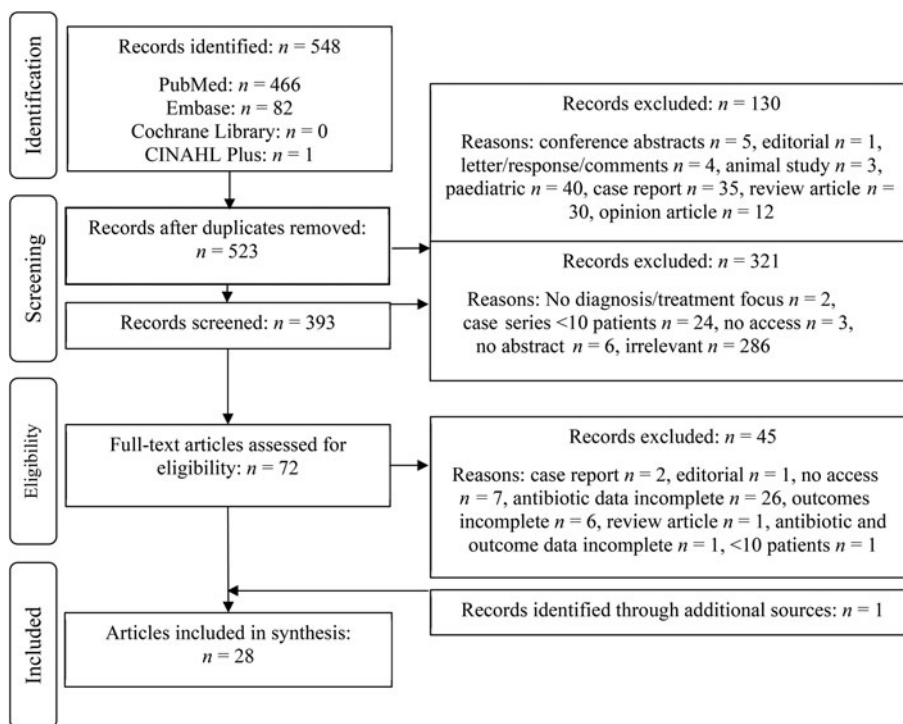 Identification
Records identified: n = 548
PubMed: n = 466
Embase: n = 82
Cochrane Library: n = 0
CINAHL Plus: n = 1
Records excluded: n = 130
Reasons: conference abstracts n = 5, editorial n = 1,
letter/response/comments n = 4, animal study n = 3,
paediatric n = 40, case report n = 35, review article n =
30, opinion article n = 12
Screening
Records after duplicates removed:
n = 523
Records excluded: n = 321
Reasons: No diagnosis/treatment focus n = 2,
case series <10 patients n = 24, no access n = 3,
no abstract n = 6, irrelevant n = 286
Records screened: n = 393
Eligibility
Full-text articles assessed for
eligibility: n = 72
Records excluded: n = 45
Reasons: case report n = 2, editorial n = 1, no access
n = 7, antibiotic data incomplete n = 26, outcomes
incomplete n = 6, review article n = 1, antibiotic and
outcome data incomplete n = 1, <10 patients n = 1
Included
Records identified through additional sources: n = 1
Articles included in synthesis:
n = 28